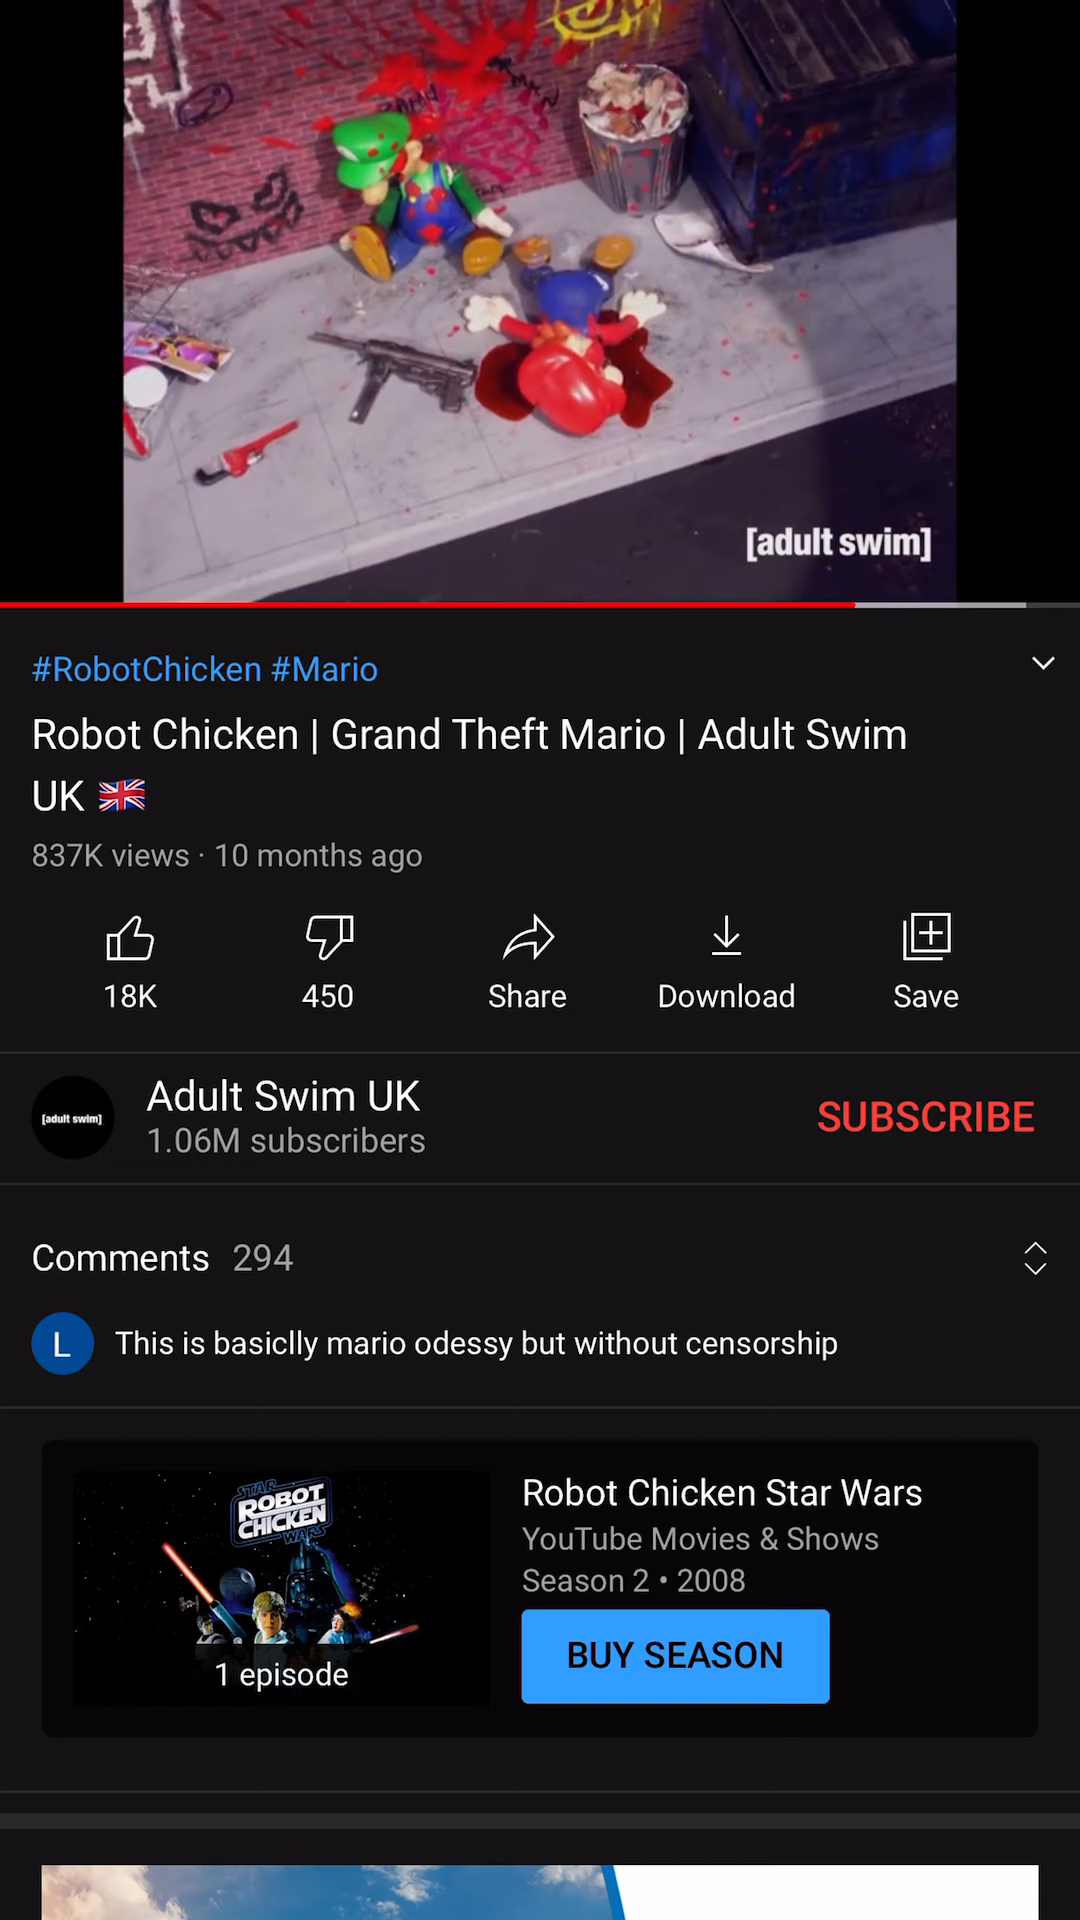 [adult swim]
#RobotChicken #Mario
Robot Chicken | Grand Theft Mario | Adult Swim
UK 🇬🇧
837K views · 10 months ago
18K
450
Share
Download
Save
[adult swim]
Adult Swim UK
1.06M subscribers
SUBSCRIBE
Comments 294
L
This is basiclly mario odessy but without censorship
STAR
ROBOT
CHICKEN
WARS
1 episode
Robot Chicken Star Wars
YouTube Movies & Shows
Season 2 • 2008
BUY SEASON